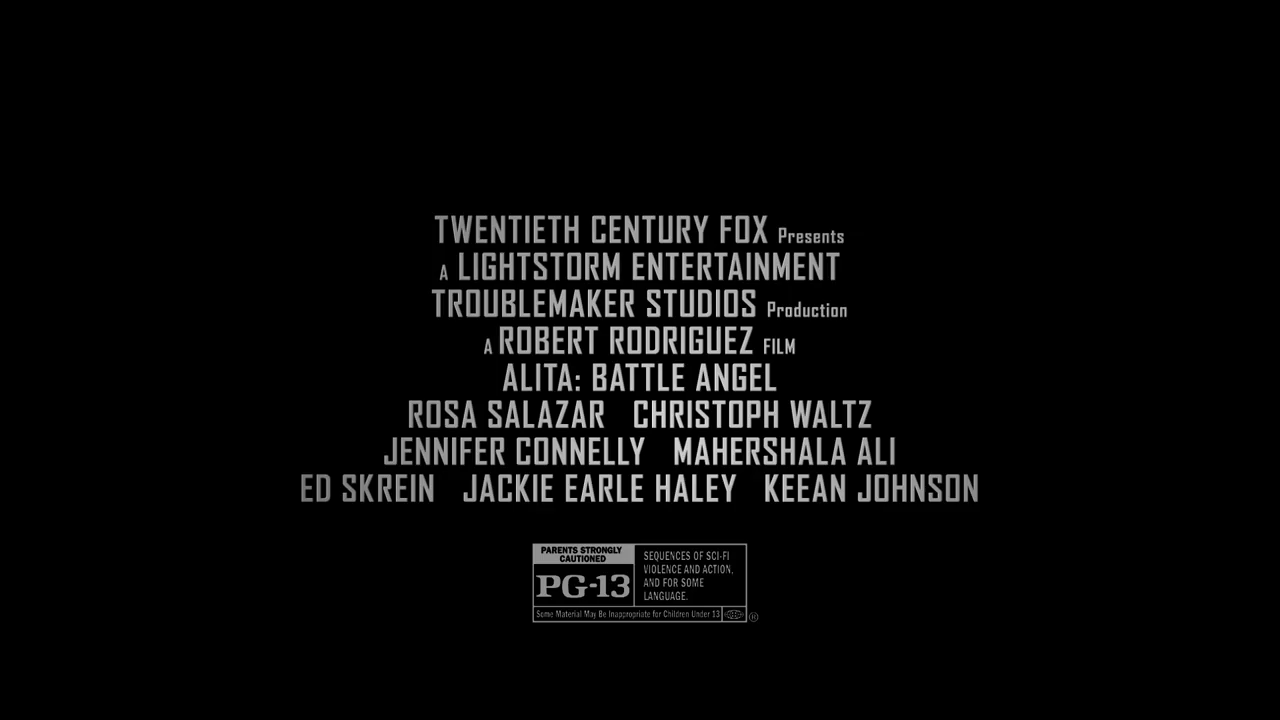 TWENTIETH CENTURY FOX Presents
A LIGHTSTORM ENTERTAINMENT
TROUBLEMAKER STUDIOS Production
A ROBERT RODRIGUEZ FILM
ALITA: BATTLE ANGEL
ROSA SALAZAR CHRISTOPH WALTZ
JENNIFER CONNELLY MAHERSHALA ALI
ED SKREIN JACKIE EARLE HALEY KEEAN JOHNSON
PARENTS STRONGLY
CAUTIONED
PG-13
SEQUENCES OF SCI-FI
VIOLENCE AND ACTION,
AND FOR SOME
LANGUAGE.
Some Material May Be Inappropriate for Children Under 13